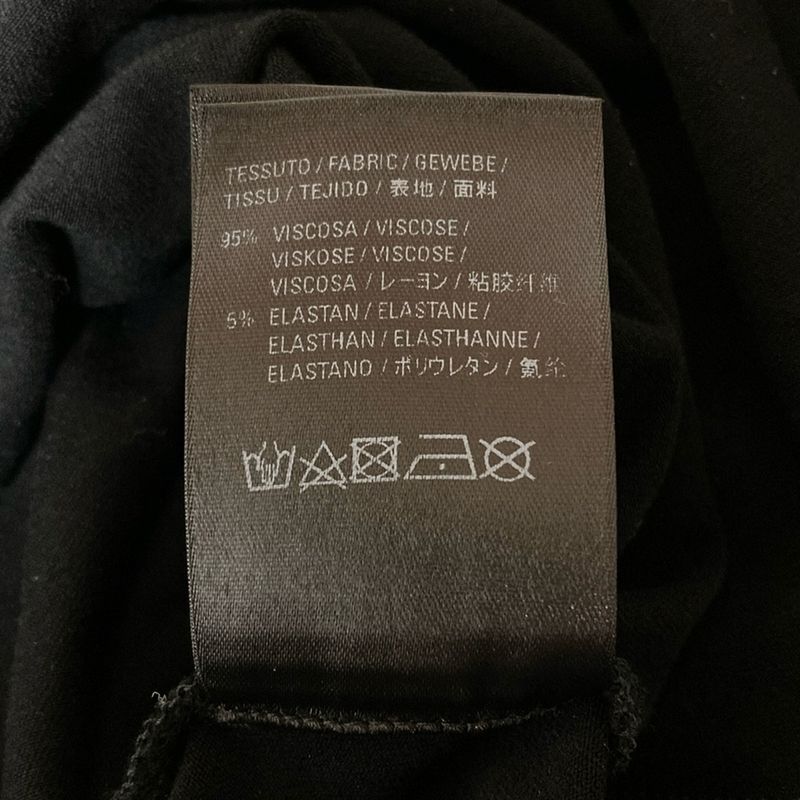 TESSUTO / FABRIC / GEWEBE /
TISSU / TEJIDO / 表地 / 面料
95% VISCOSA / VISCOSE /
VISKOSE / VISCOSE /
VISCOSA / レーヨン / 粘胶纤维
5% ELASTAN / ELASTANE /
ELASTHAN / ELASTHANNE /
ELASTANO / ポリウレタン / 氨纶